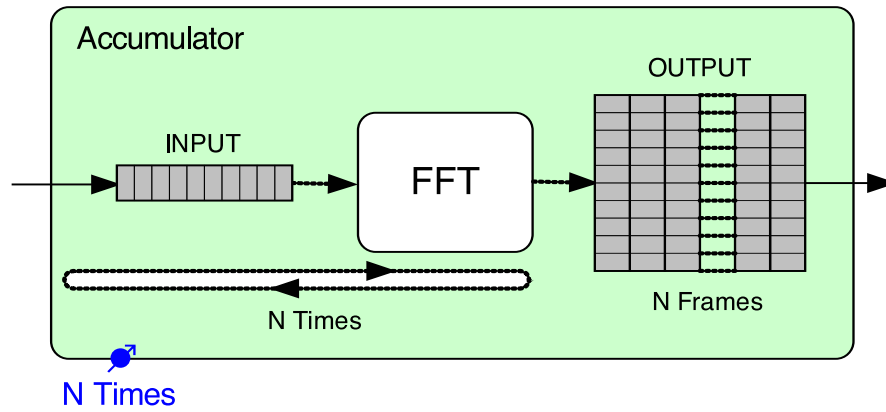 Accumulator
OUTPUT
INPUT
FFT
N Times
N Frames
N Times